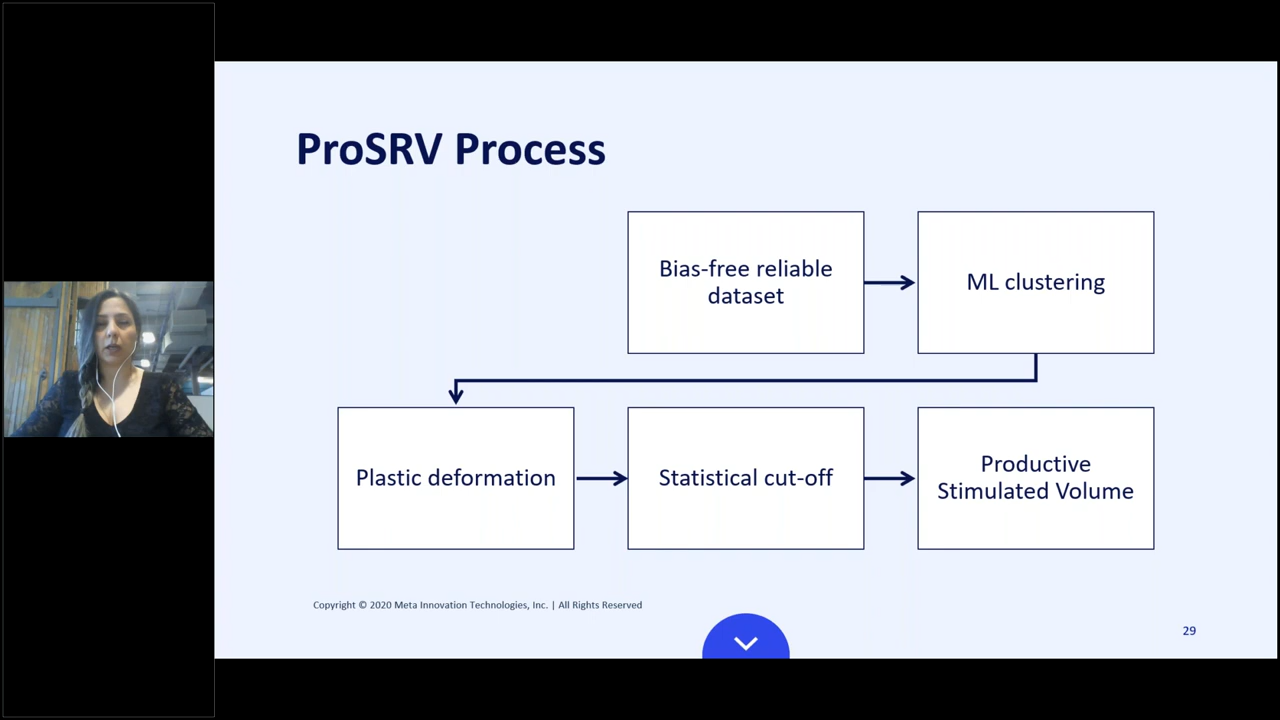 ProSRV Process
Bias-free reliable
dataset
ML clustering
Plastic deformation
Statistical cut-off
Productive
Stimulated Volume
Copyright © 2020 Meta Innovation Technologies, Inc. | All Rights Reserved
29